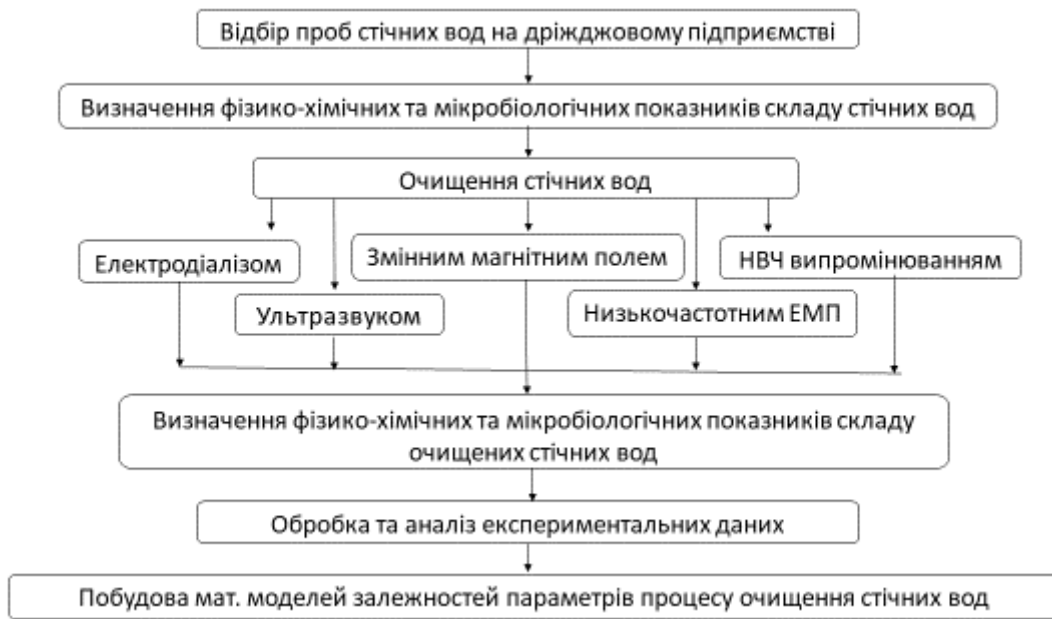 Відбір проб стічних вод на дріжджовому підприємстві
Визначення фізико-хімічних та мікробіологічних показників складу стічних вод
Очищення стічних вод
Електродіалізом
Змінним магнітним полем
НВЧ випромінюванням
Ультразвуком
Низькочастотним ЕМП
Визначення фізико-хімічних та мікробіологічних показників складу
очищених стічних вод
Обробка та аналіз експериментальних даних
Побудова мат. моделей залежностей параметрів процесу очищення стічних вод